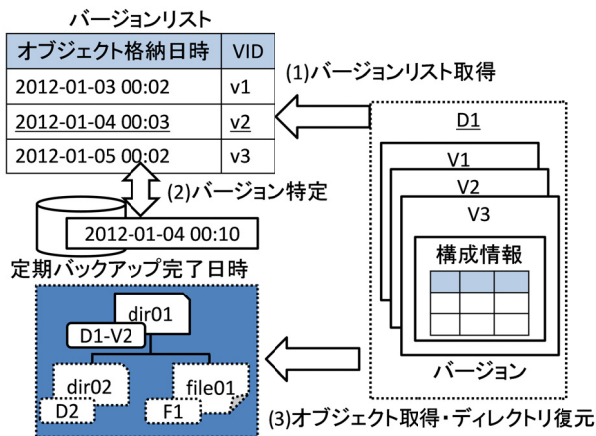 バージョンリスト
オブジェクト格納日時 VID
2012-01-03 00:02 v1
2012-01-04 00:03 v2
2012-01-05 00:02 v3
(1)バージョンリスト取得
(2)バージョン特定
2012-01-04 00:10
定期バックアップ完了日時
D1
V1
V2
V3
構成情報
バージョン
dir01
D1-V2
dir02
D2
file01
F1
(3)オブジェクト取得・ディレクトリ復元